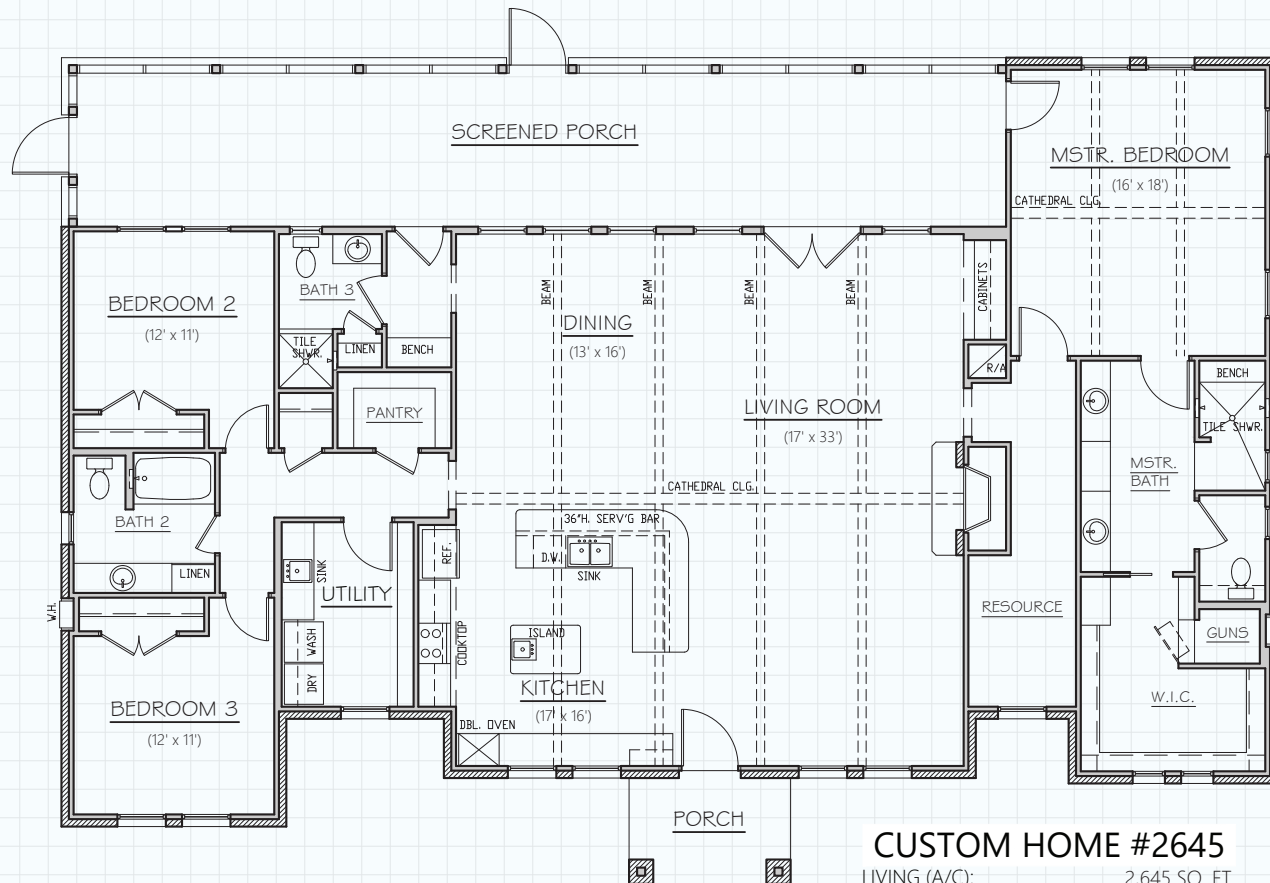 SCREENED PORCH
MSTR. BEDROOM
(16' x 18')
CATHEDRAL CLG.
BEDROOM 2
(12' x 11')
BATH 3
TILE
SHWR.
LINEN
BENCH
PANTRY
BEAM
BEAM
BEAM
BEAM
DINING
(13' x 16')
LIVING ROOM
(17' x 33')
CABINETS
R/A
CATHEDRAL CLG.
BENCH
TILE SHWR.
MSTR.
BATH
BATH 2
LINEN
W.H.
SINK
UTILITY
WASH
DRY
REF.
COOKTOP
36"H. SERV'G BAR
D.W.
SINK
ISLAND
KITCHEN
(17' x 16')
DBL. OVEN
RESOURCE
GUNS
W.I.C.
BEDROOM 3
(12' x 11')
PORCH
CUSTOM HOME #2645
LIVING (A/C): 2,645 SQ. FT.